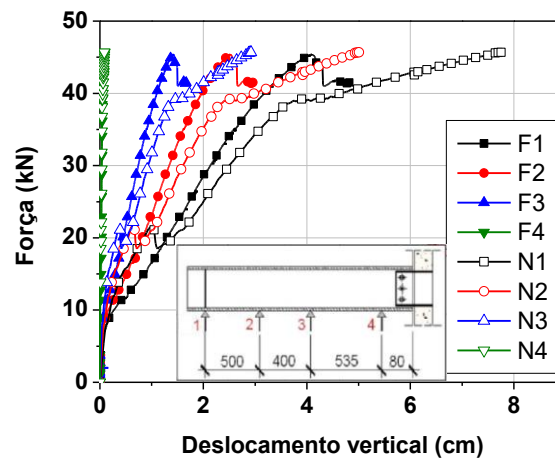 Força (kN)
50
40
30
20
10
0
0 2 4 6 8
Deslocamento vertical (cm)
F1
F2
F3
F4
N1
N2
N3
N4
1 2 3 4
500 400 535 80